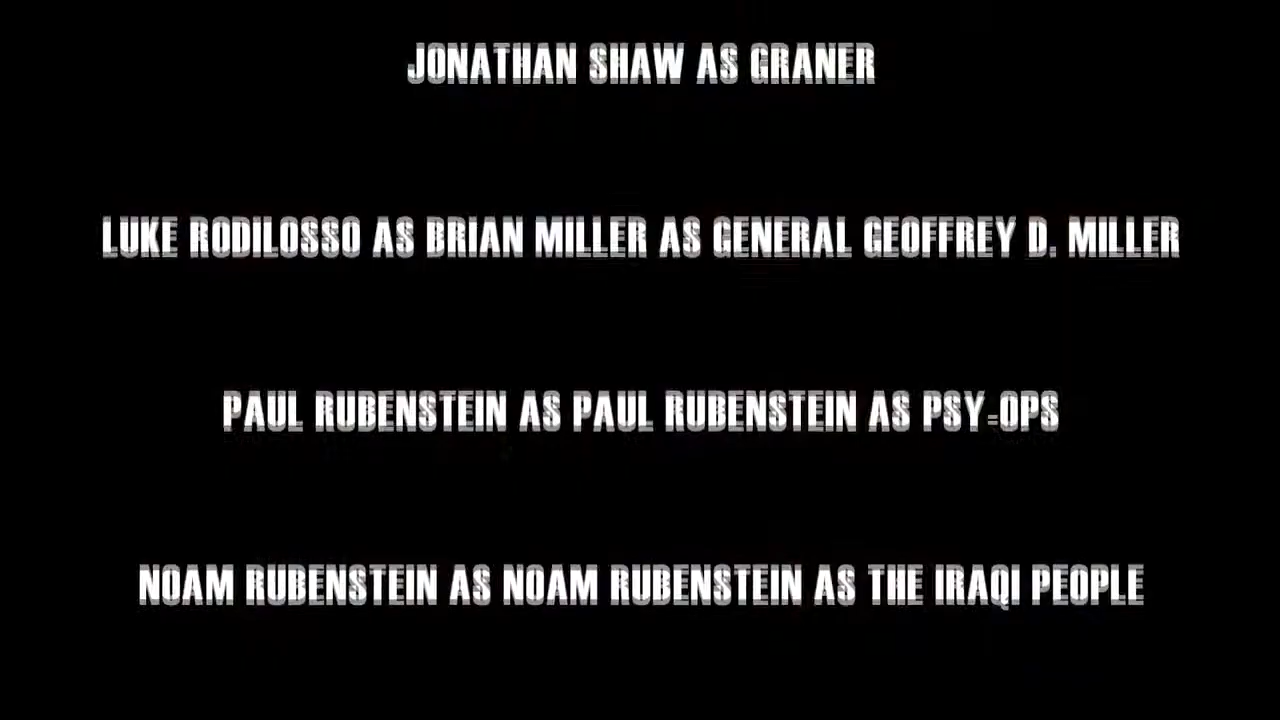 JONATHAN SHAW AS GRANER
LUKE RODILOSSO AS BRIAN MILLER AS GENERAL GEOFFREY D. MILLER
PAUL RUBENSTEIN AS PAUL RUBENSTEIN AS PSY-OPS
NOAM RUBENSTEIN AS NOAM RUBENSTEIN AS THE IRAQI PEOPLE